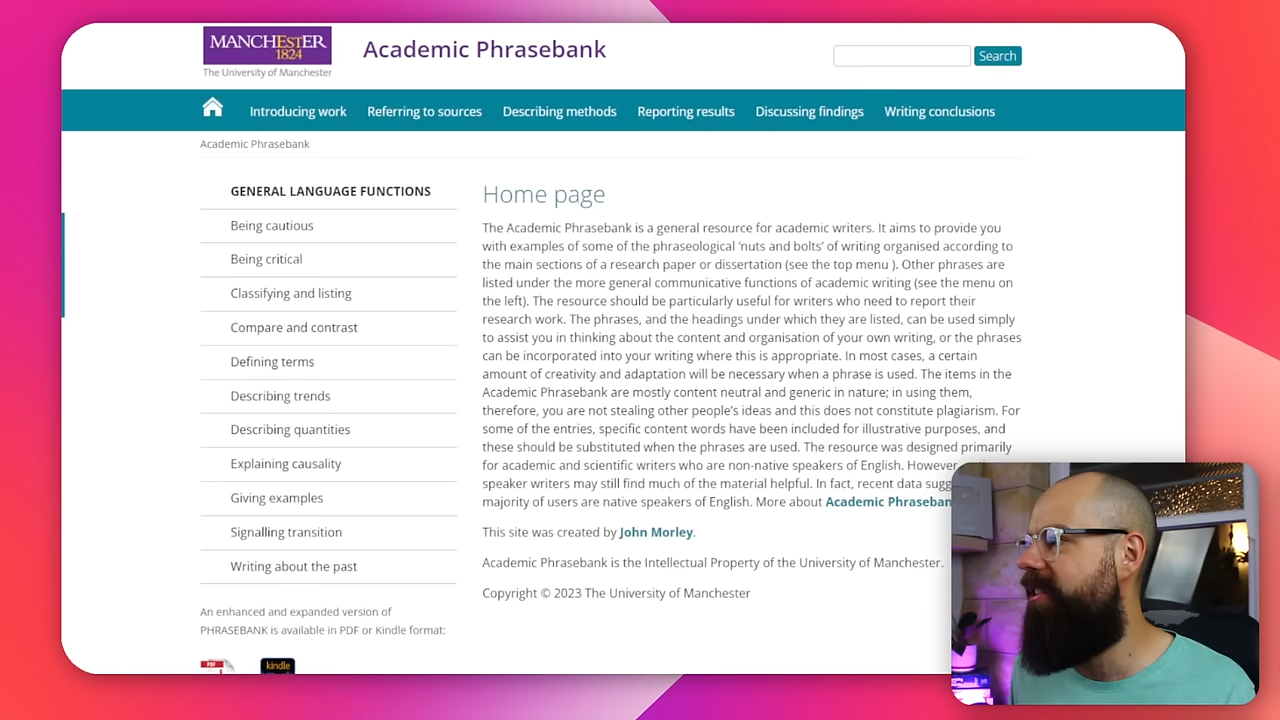 MANCHESTER
1824
The University of Manchester
Academic Phrasebank
Search
Introducing work
Referring to sources
Describing methods
Reporting results
Discussing findings
Writing conclusions
Academic Phrasebank
GENERAL LANGUAGE FUNCTIONS
Being cautious
Being critical
Classifying and listing
Compare and contrast
Defining terms
Describing trends
Describing quantities
Explaining causality
Giving examples
Signalling transition
Writing about the past
An enhanced and expanded version of
PHRASEBANK is available in PDF or Kindle format:
PDF
kindle
Home page
The Academic Phrasebank is a general resource for academic writers. It aims to provide you
with examples of some of the phraseological ‘nuts and bolts’ of writing organised according to
the main sections of a research paper or dissertation (see the top menu ). Other phrases are
listed under the more general communicative functions of academic writing (see the menu on
the left). The resource should be particularly useful for writers who need to report their
research work. The phrases, and the headings under which they are listed, can be used simply
to assist you in thinking about the content and organisation of your own writing, or the phrases
can be incorporated into your writing where this is appropriate. In most cases, a certain
amount of creativity and adaptation will be necessary when a phrase is used. The items in the
Academic Phrasebank are mostly content neutral and generic in nature; in using them,
therefore, you are not stealing other people’s ideas and this does not constitute plagiarism. For
some of the entries, specific content words have been included for illustrative purposes, and
these should be substituted when the phrases are used. The resource was designed primarily
for academic and scientific writers who are non-native speakers of English. However
speaker writers may still find much of the material helpful. In fact, recent data sugg
majority of users are native speakers of English. More about Academic Phraseban
This site was created by John Morley.
Academic Phrasebank is the Intellectual Property of the University of Manchester.
Copyright © 2023 The University of Manchester